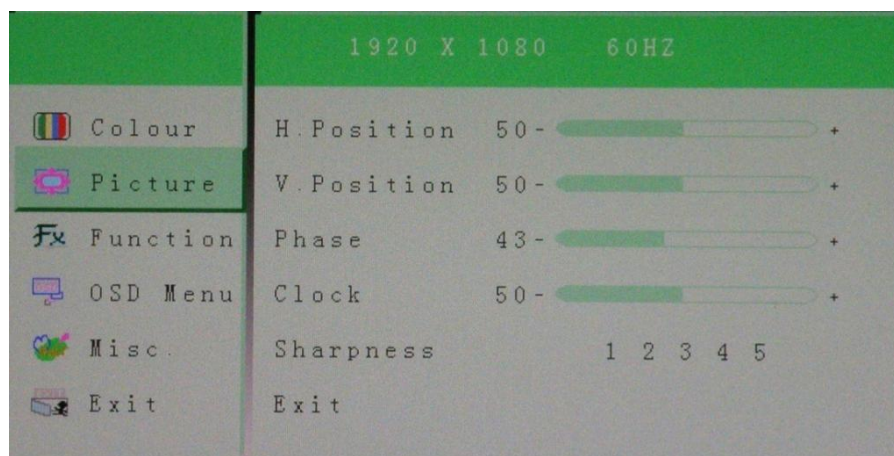 1920 X 1080 60HZ
Colour
Picture
Function
OSD Menu
Misc.
Exit
H.Position 50- +
V.Position 50- +
Phase 43- +
Clock 50- +
Sharpness 1 2 3 4 5
Exit